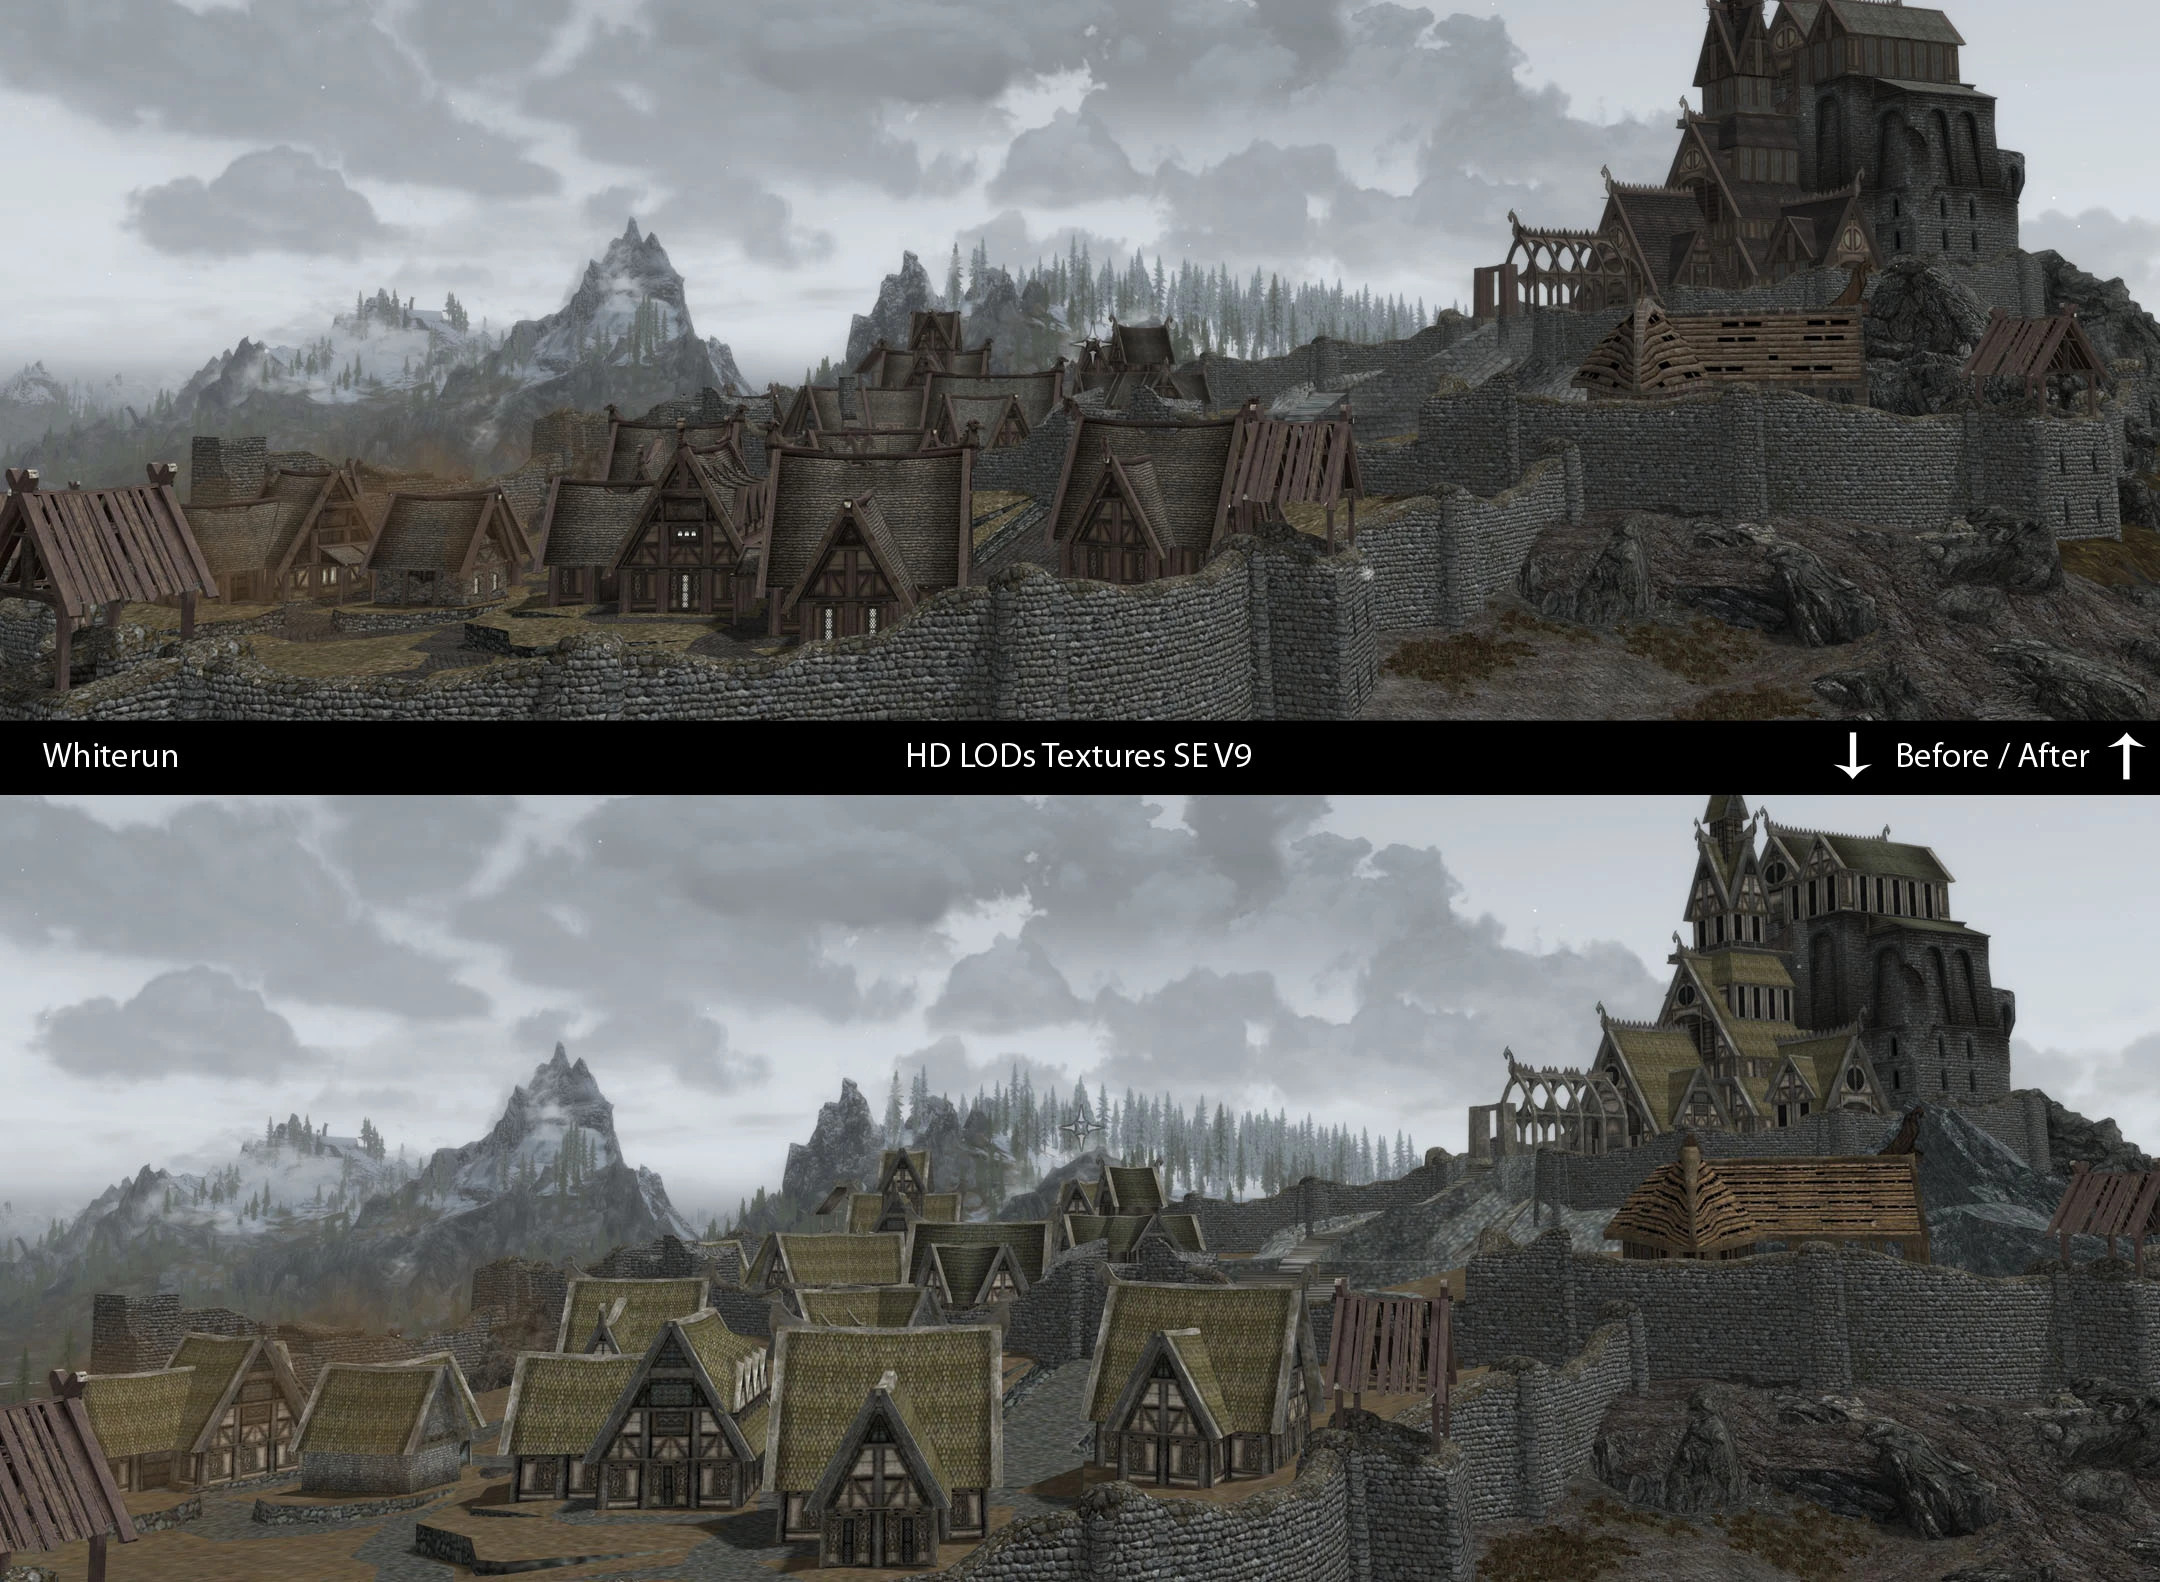 Whiterun
HD LODs Textures SE V9
↓ Before / After ↑